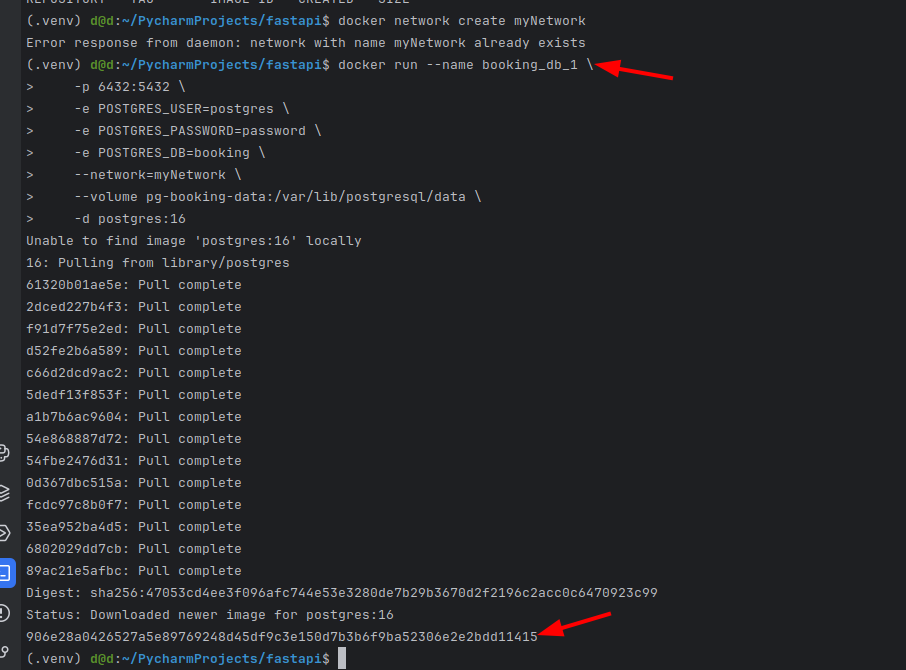 REPOSITORY   TAG       IMAGE ID   CREATED   SIZE
(.venv) d@d:~/PycharmProjects/fastapi$ docker network create myNetwork
Error response from daemon: network with name myNetwork already exists
(.venv) d@d:~/PycharmProjects/fastapi$ docker run --name booking_db_1 \
>     -p 6432:5432 \
>     -e POSTGRES_USER=postgres \
>     -e POSTGRES_PASSWORD=password \
>     -e POSTGRES_DB=booking \
>     --network=myNetwork \
>     --volume pg-booking-data:/var/lib/postgresql/data \
>     -d postgres:16
Unable to find image 'postgres:16' locally
16: Pulling from library/postgres
61320b01ae5e: Pull complete
2dced227b4f3: Pull complete
f91d7f75e2ed: Pull complete
d52fe2b6a589: Pull complete
c66d2dcd9ac2: Pull complete
5dedf13f853f: Pull complete
a1b7b6ac9604: Pull complete
54e868887d72: Pull complete
54fbe2476d31: Pull complete
0d367dbc515a: Pull complete
fcdc97c8b0f7: Pull complete
35ea952ba4d5: Pull complete
6802029dd7cb: Pull complete
89ac21e5afbc: Pull complete
Digest: sha256:47053cd4ee3f096afc744e53e3280de7b29b3670d2f2196c2acc0c6470923c99
Status: Downloaded newer image for postgres:16
906e28a0426527a5e89769248d45df9c3e150d7b3b6f9ba52306e2e2bdd11415
(.venv) d@d:~/PycharmProjects/fastapi$